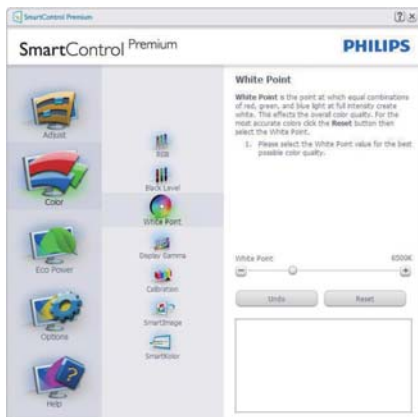 SmartControl Premium
SmartControl Premium
PHILIPS
Adjust
Color
Eco Power
Options
Help
RGB
Black Level
White Point
Display Gamma
Calibration
SmartImage
SmartKolor
White Point
White Point is the point at which equal combinations
of red, green, and blue light at full intensity create
white. This effects the overall color quality. For the
most accurate colors click the Reset button then
select the White Point.
1. Please select the White Point value for the best
possible color quality.
White Point
6500K
Undo
Reset